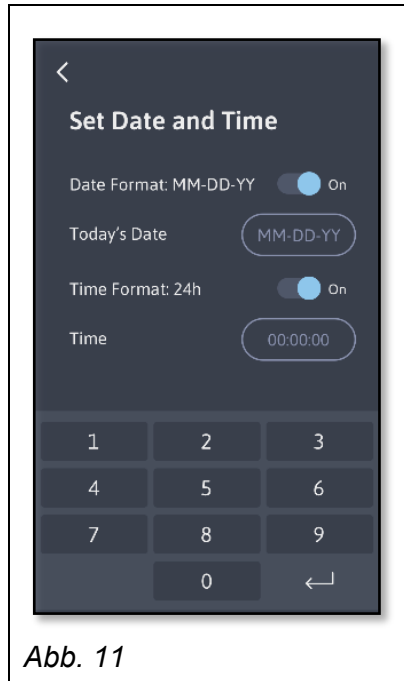 Set Date and Time
Date Format: MM-DD-YY On
Today's Date MM-DD-YY
Time Format: 24h On
Time 00:00:00
1 2 3
4 5 6
7 8 9
0
Abb. 11